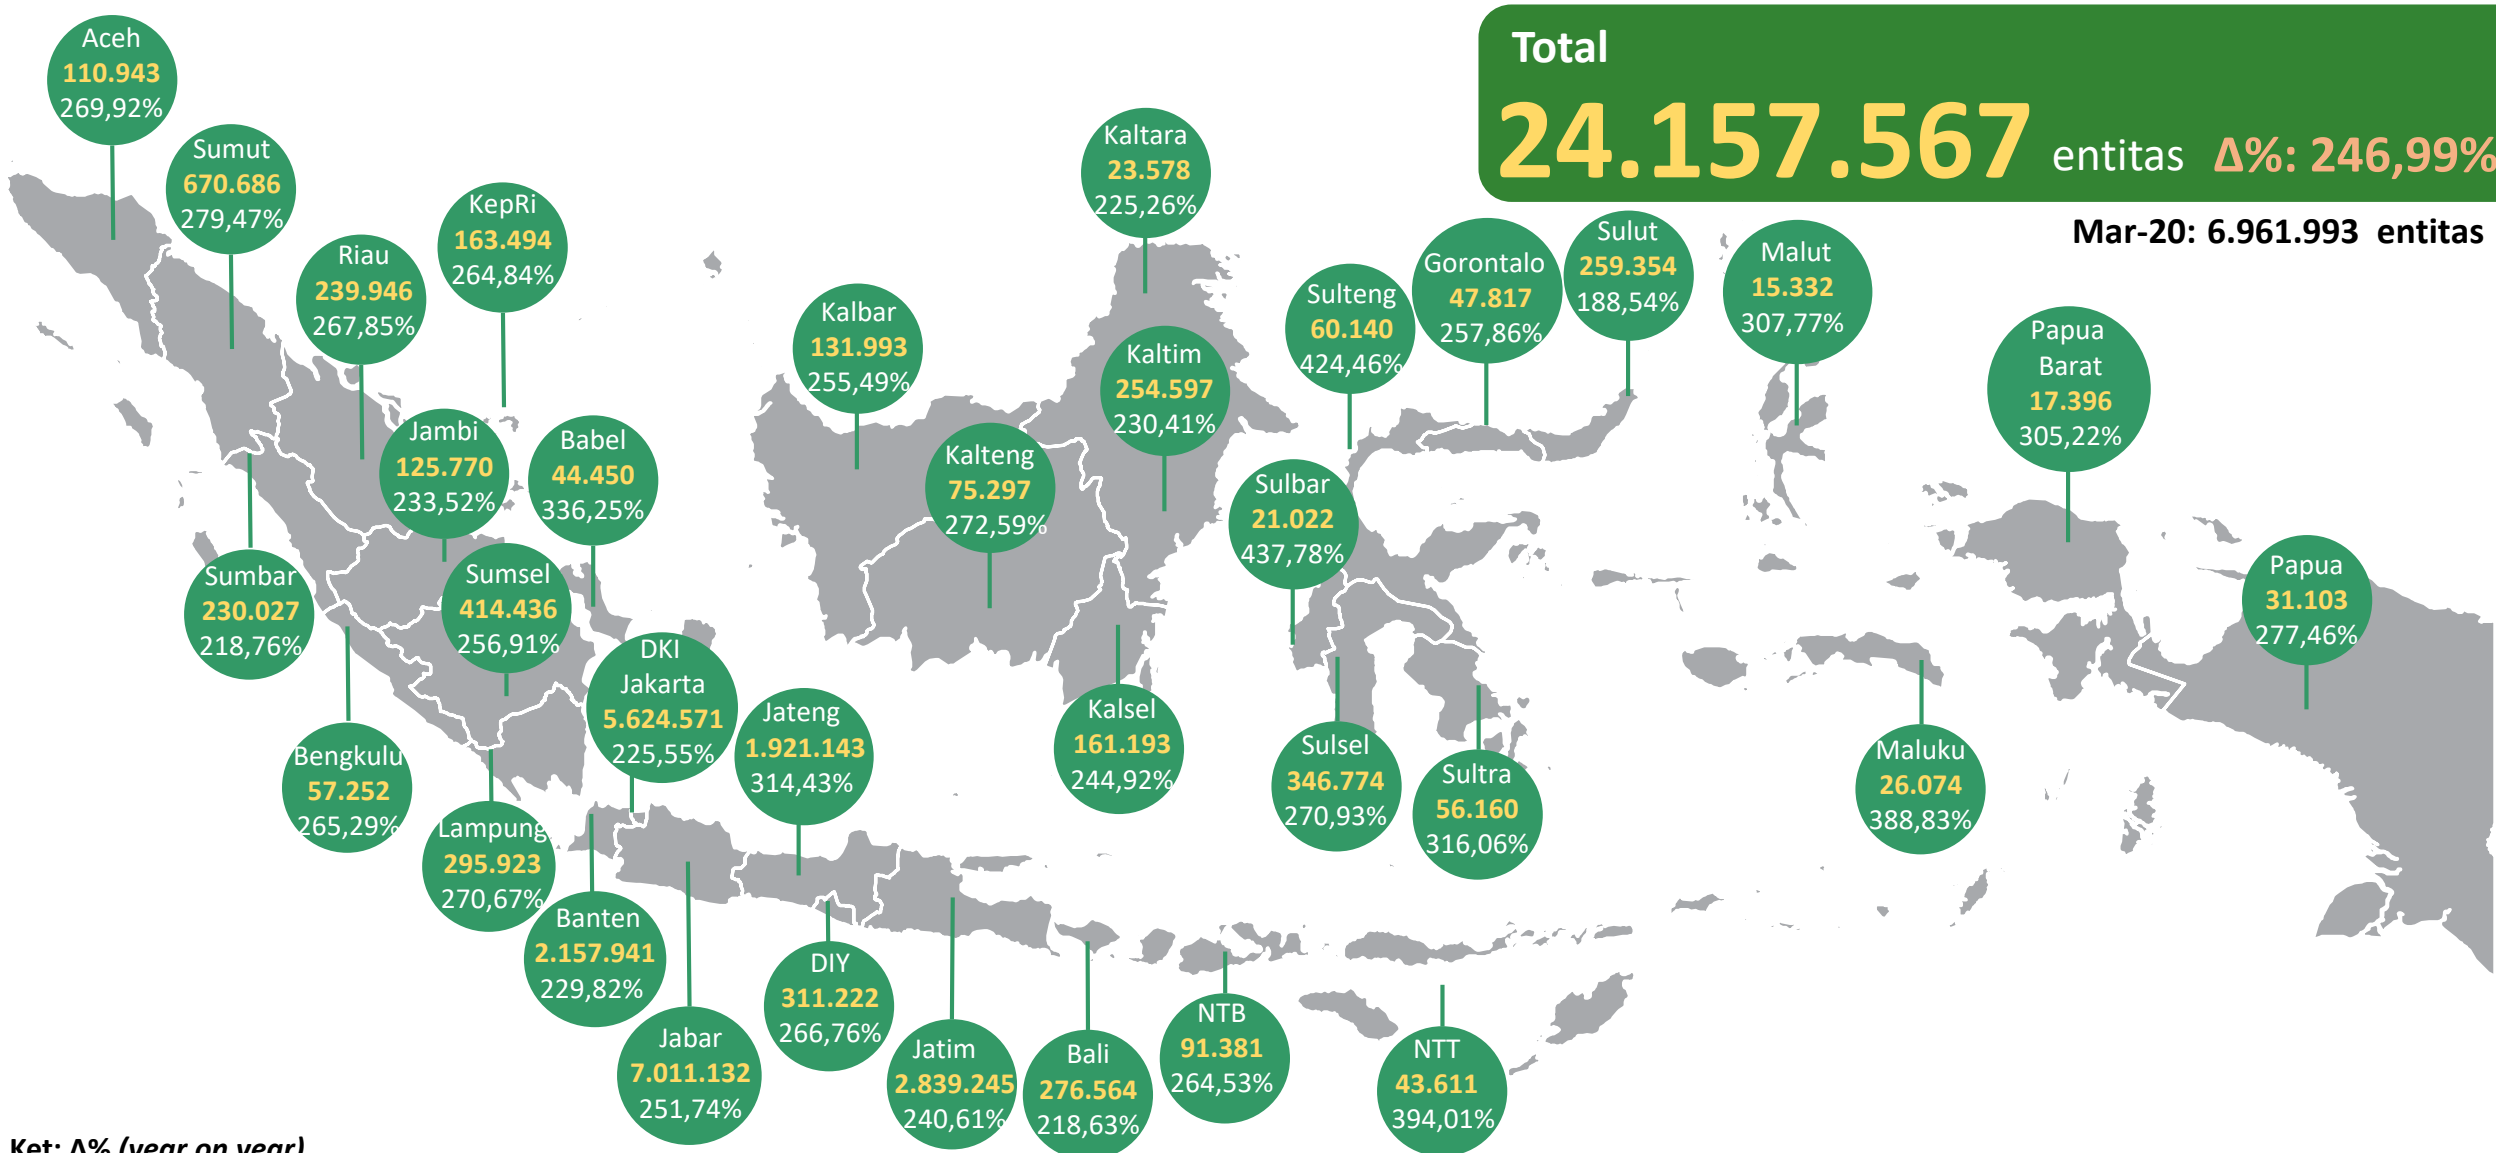 Total
24.157.567 entitas Δ%: 246,99%
Mar-20: 6.961.993 entitas
Aceh
110.943
269,92%
Sumut
670.686
279,47%
Riau
239.946
267,85%
KepRi
163.494
264,84%
Jambi
125.770
233,52%
Babel
44.450
336,25%
Sumbar
230.027
218,76%
Sumsel
414.436
256,91%
Bengkulu
57.252
265,29%
Lampung
295.923
270,67%
DKI
Jakarta
5.624.571
225,55%
Banten
2.157.941
229,82%
Jabar
7.011.132
251,74%
Jateng
1.921.143
314,43%
DIY
311.222
266,76%
Jatim
2.839.245
240,61%
Bali
276.564
218,63%
NTB
91.381
264,53%
NTT
43.611
394,01%
Kalbar
131.993
255,49%
Kalteng
75.297
272,59%
Kaltara
23.578
225,26%
Kaltim
254.597
230,41%
Kalsel
161.193
244,92%
Sulteng
60.140
424,46%
Gorontalo
47.817
257,86%
Sulut
259.354
188,54%
Sulbar
21.022
437,78%
Sulsel
346.774
270,93%
Sultra
56.160
316,06%
Malut
15.332
307,77%
Maluku
26.074
388,83%
Papua
Barat
17.396
305,22%
Papua
31.103
277,46%
Ket: Δ% (year on year)